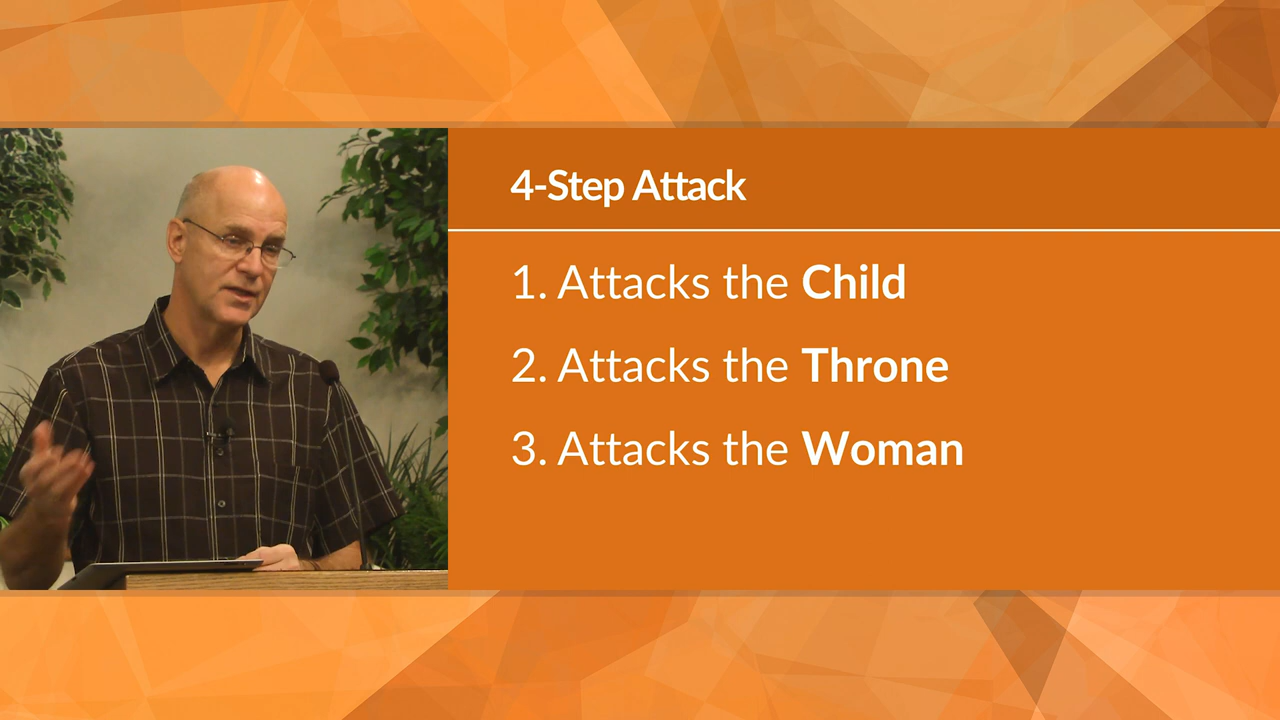 4-Step Attack
1. Attacks the Child
2. Attacks the Throne
3. Attacks the Woman